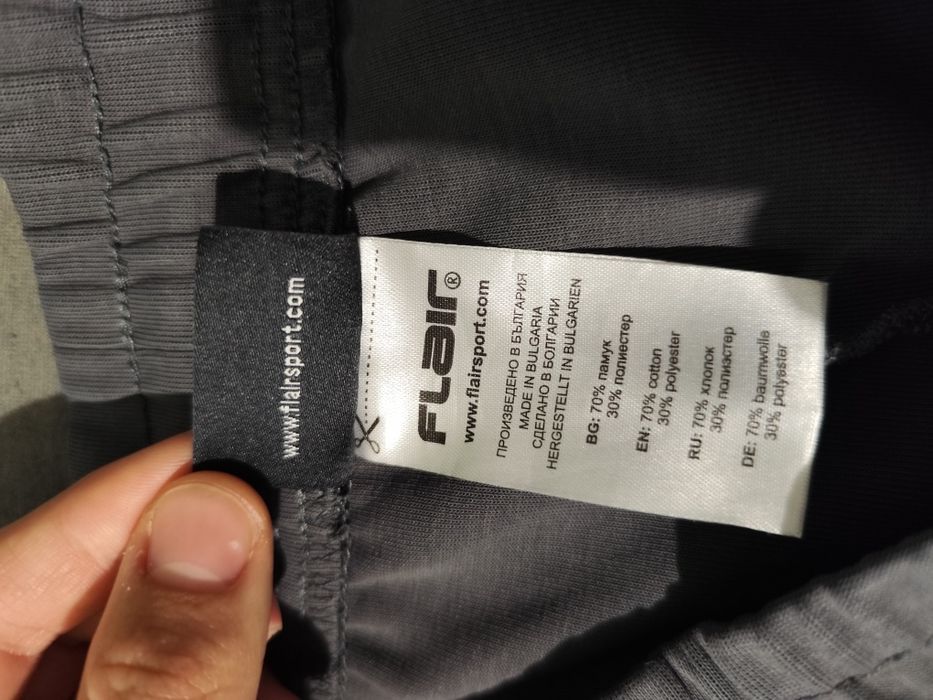 www.flairsport.com
FLAIR®
www.flairsport.com
ПРОИЗВЕДЕНО В БЪЛГАРИЯ
MADE IN BULGARIA
СДЕЛАНО В БОЛГАРИИ
HERGESTELLT IN BULGARIEN
BG: 70% памук
30% полиестер
EN: 70% cotton
30% polyester
RU: 70% хлопок
30% полиэстер
DE: 70% baumwolle
30% polyester